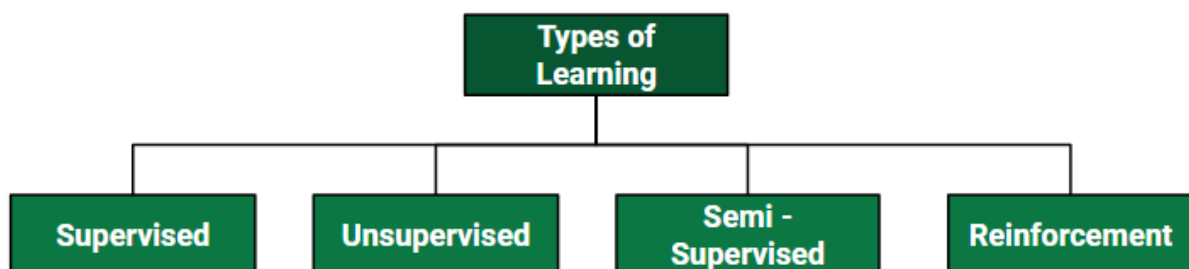 Types of
Learning
Supervised
Unsupervised
Semi -
Supervised
Reinforcement